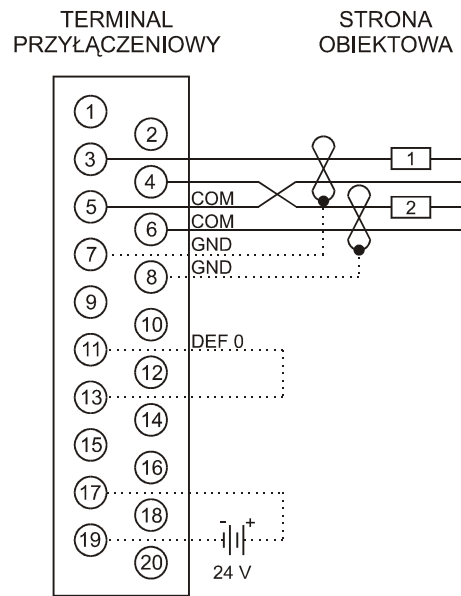 TERMINAL
PRZYŁĄCZENIOWY
STRONA
OBIEKTOWA
1
2
3
1
4
5
COM
2
6
COM
7
GND
8
GND
9
10
11
DEF 0
12
13
14
15
16
17
18
- +
19
20
24 V